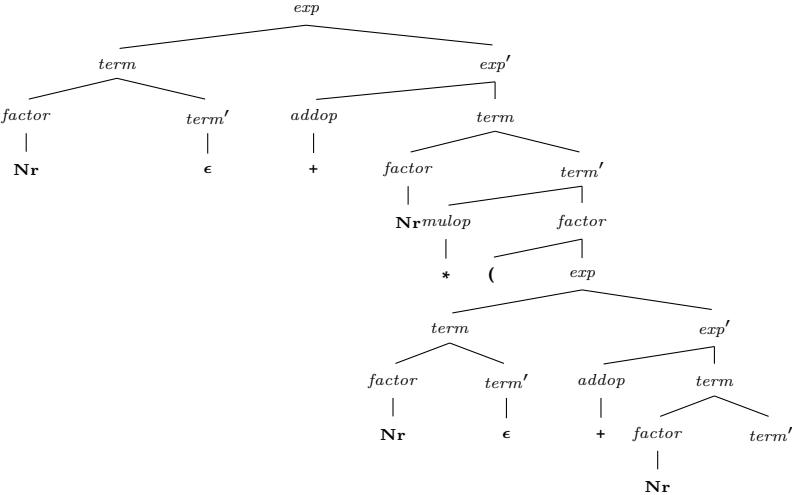 exp
term exp′
factor term′ addop term
Nr ϵ + factor term′
Nr mulop factor
* ( exp
term exp′
factor term′ addop term
Nr ϵ + factor term′
Nr